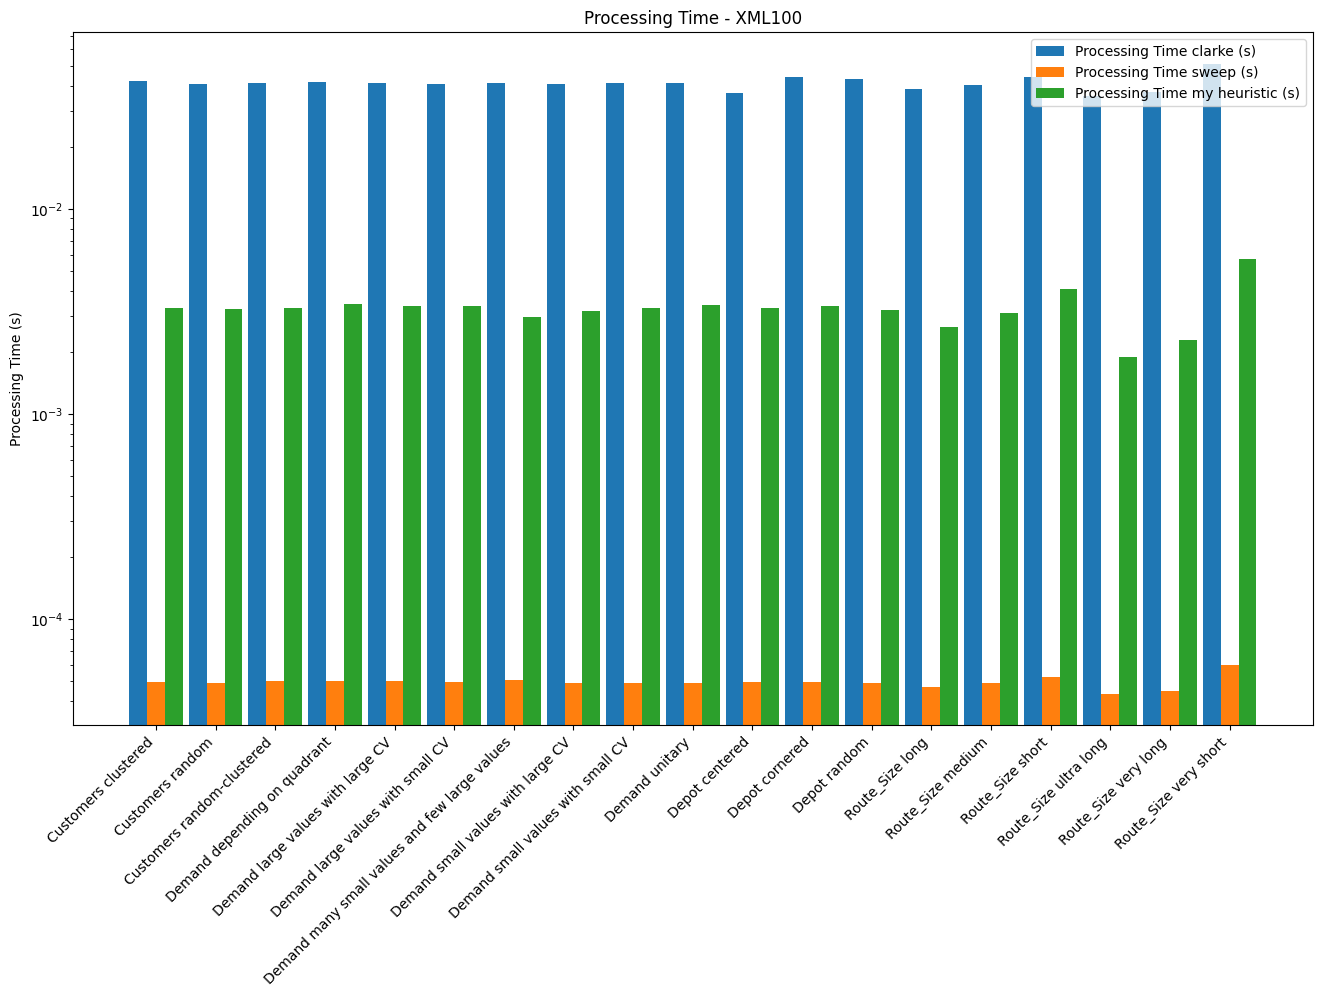 Processing Time - XML100
Processing Time clarke (s)
Processing Time sweep (s)
Processing Time my heuristic (s)
Processing Time (s)
10⁻²
10⁻³
10⁻⁴
Customers clustered
Customers random
Customers random-clustered
Demand depending on quadrant
Demand large values with large CV
Demand large values with small CV
Demand many small values and few large values
Demand small values with large CV
Demand small values with small CV
Demand unitary
Depot centered
Depot cornered
Depot random
Route_Size long
Route_Size medium
Route_Size short
Route_Size ultra long
Route_Size very long
Route_Size very short